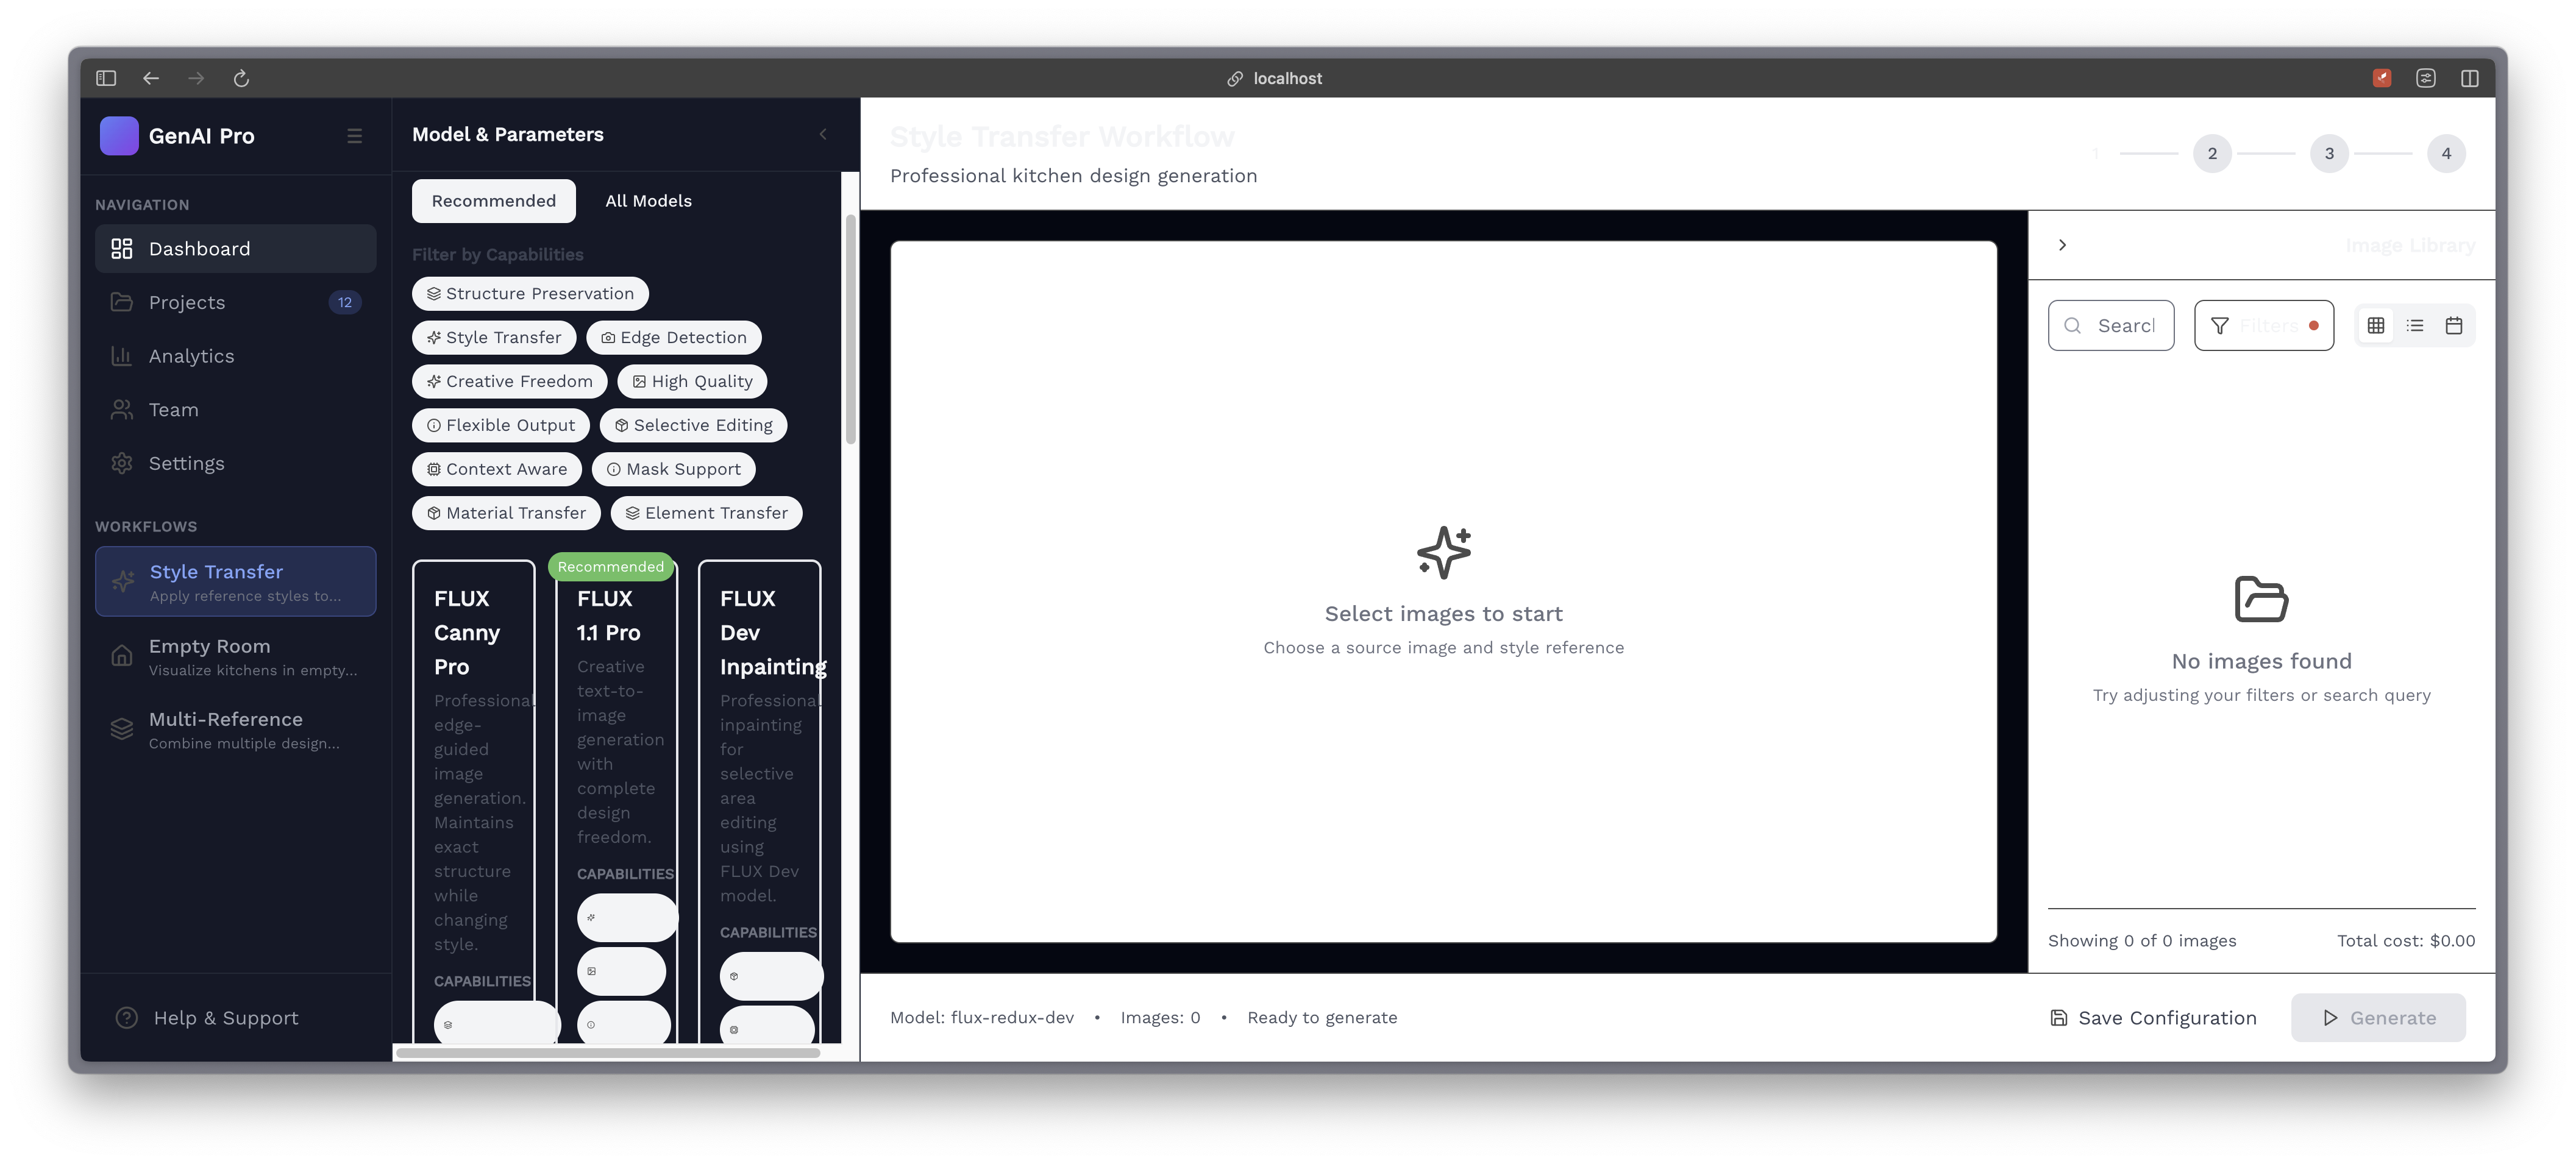 localhost
GenAI Pro
NAVIGATION
Dashboard
Projects 12
Analytics
Team
Settings
WORKFLOWS
Style Transfer
Apply reference styles to...
Empty Room
Visualize kitchens in empty...
Multi-Reference
Combine multiple design...
Help & Support
Model & Parameters
Recommended All Models
Filter by Capabilities
Structure Preservation
Style Transfer Edge Detection
Creative Freedom High Quality
Flexible Output Selective Editing
Context Aware Mask Support
Material Transfer Element Transfer
FLUX
Canny
Pro
Professional
edge-
guided
image
generation.
Maintains
exact
structure
while
changing
style.
CAPABILITIES
Recommended
FLUX
1.1 Pro
Creative
text-to-
image
generation
with
complete
design
freedom.
CAPABILITIES
FLUX
Dev
Inpainting
Professional
inpainting
for
selective
area
editing
using
FLUX Dev
model.
CAPABILITIES
Style Transfer Workflow
Professional kitchen design generation
1 2 3 4
Select images to start
Choose a source image and style reference
Image Library
Searcl
Filters
No images found
Try adjusting your filters or search query
Showing 0 of 0 images Total cost: $0.00
Model: flux-redux-dev • Images: 0 • Ready to generate
Save Configuration
Generate